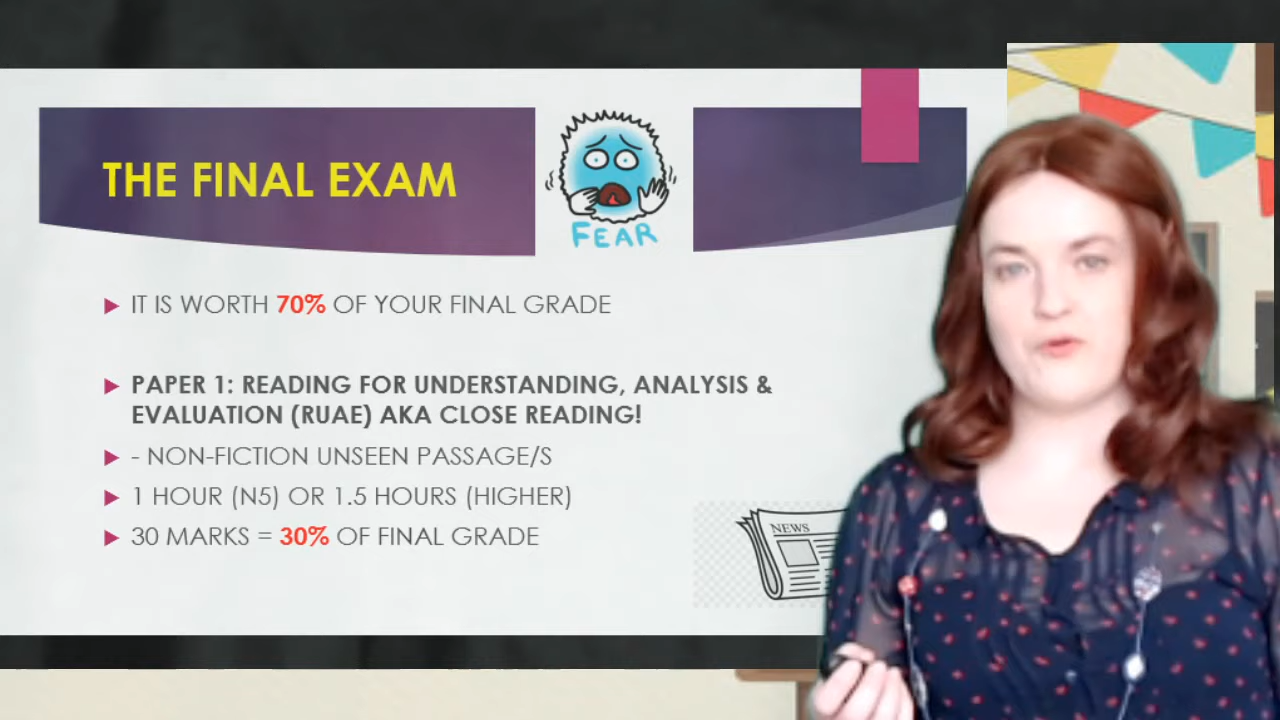 THE FINAL EXAM
FEAR
IT IS WORTH 70% OF YOUR FINAL GRADE
PAPER 1: READING FOR UNDERSTANDING, ANALYSIS &
EVALUATION (RUAE) AKA CLOSE READING!
- NON-FICTION UNSEEN PASSAGE/S
1 HOUR (N5) OR 1.5 HOURS (HIGHER)
30 MARKS = 30% OF FINAL GRADE
NEWS